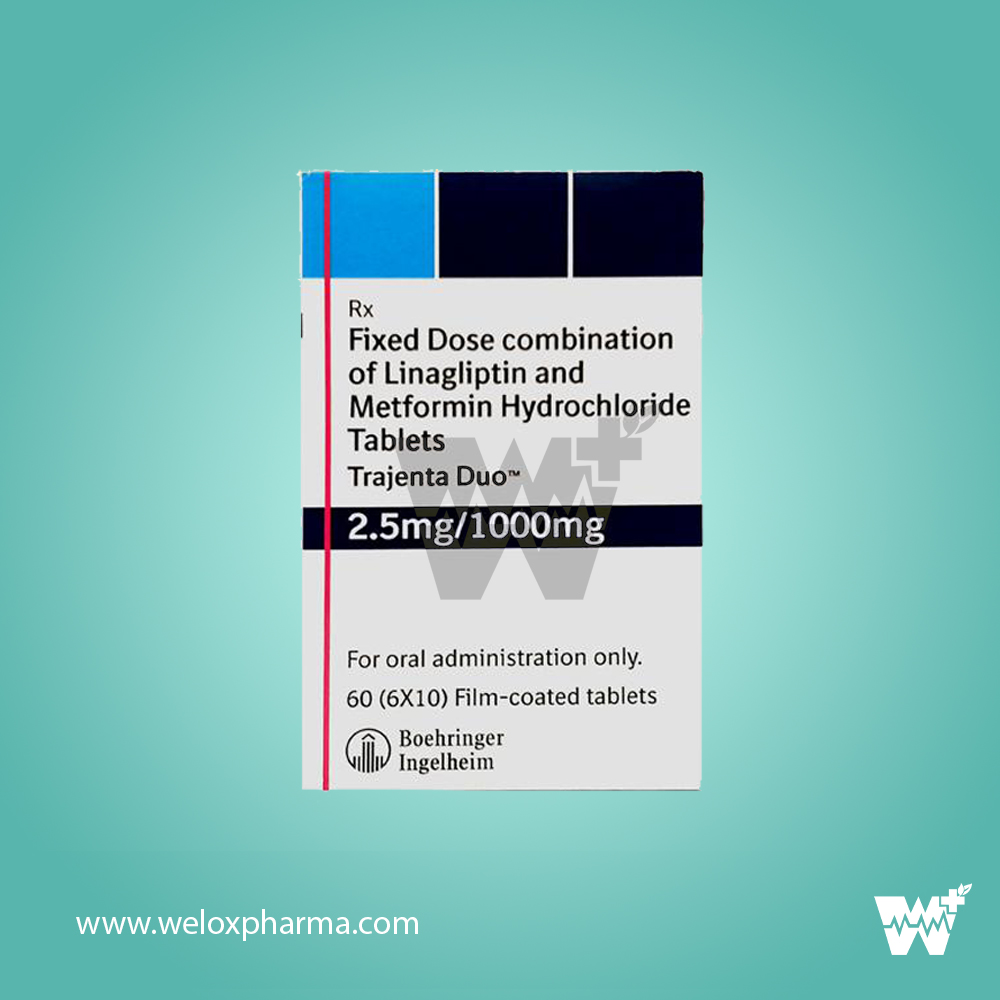 Rx
Fixed Dose combination
of Linagliptin and
Metformin Hydrochloride
Tablets
Trajenta Duo™
2.5mg/1000mg
For oral administration only.
60 (6X10) Film-coated tablets
Boehringer
Ingelheim
www.weloxpharma.com